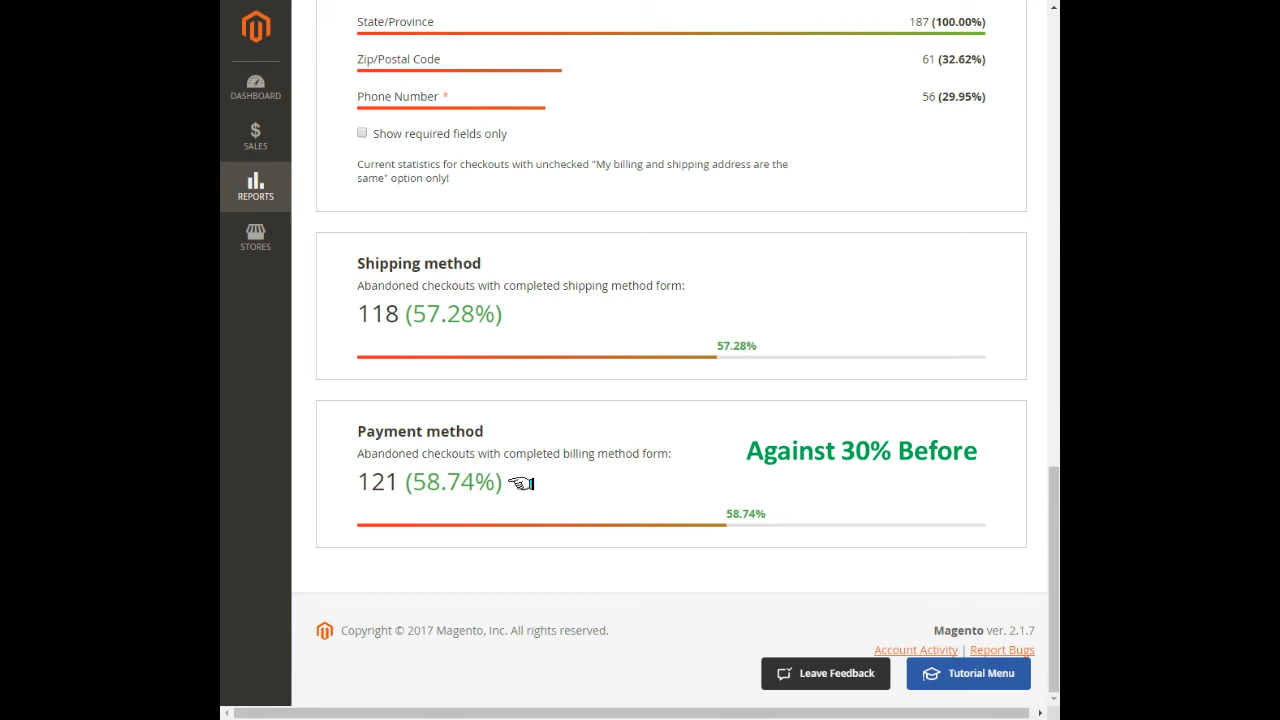 State/Province 187 (100.00%)
Zip/Postal Code 61 (32.62%)
Phone Number * 56 (29.95%)
Show required fields only
Current statistics for checkouts with unchecked "My billing and shipping address are the
same" option only!
DASHBOARD
$
SALES
REPORTS
STORES
Shipping method
Abandoned checkouts with completed shipping method form:
118 (57.28%)
57.28%
Payment method
Abandoned checkouts with completed billing method form:
121 (58.74%)
Against 30% Before
58.74%
Copyright © 2017 Magento, Inc. All rights reserved.
Magento ver. 2.1.7
Account Activity | Report Bugs
Leave Feedback
Tutorial Menu